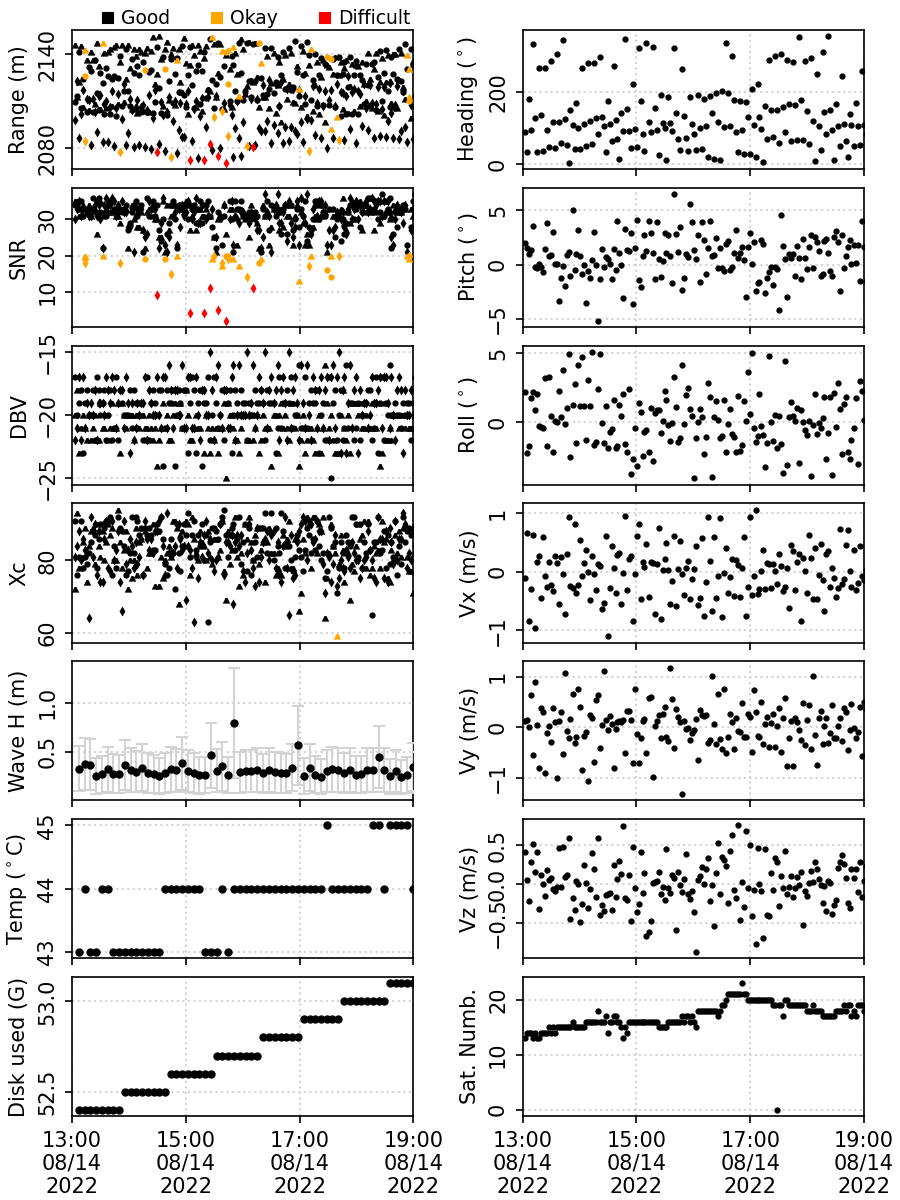 Good Okay Difficult
Range (m)
2140
2080
Heading (°)
200
0
SNR
30
20
10
Pitch (°)
5
0
−5
DBV
−15
−20
−25
Roll (°)
5
0
Xc
80
60
Vx (m/s)
1
0
−1
Wave H (m)
1.0
0.5
Vy (m/s)
1
0
−1
Temp (°C)
45
44
43
Vz (m/s)
0.5
0.0
−0.5
Disk used (G)
53.0
52.5
Sat. Numb.
20
10
0
13:00 15:00 17:00 19:00
08/14 08/14 08/14 08/14
2022 2022 2022 2022
13:00 15:00 17:00 19:00
08/14 08/14 08/14 08/14
2022 2022 2022 2022